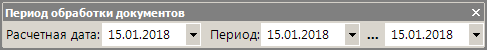 Период обработки документов
Расчетная дата: 15.01.2018 Период: 15.01.2018 ... 15.01.2018